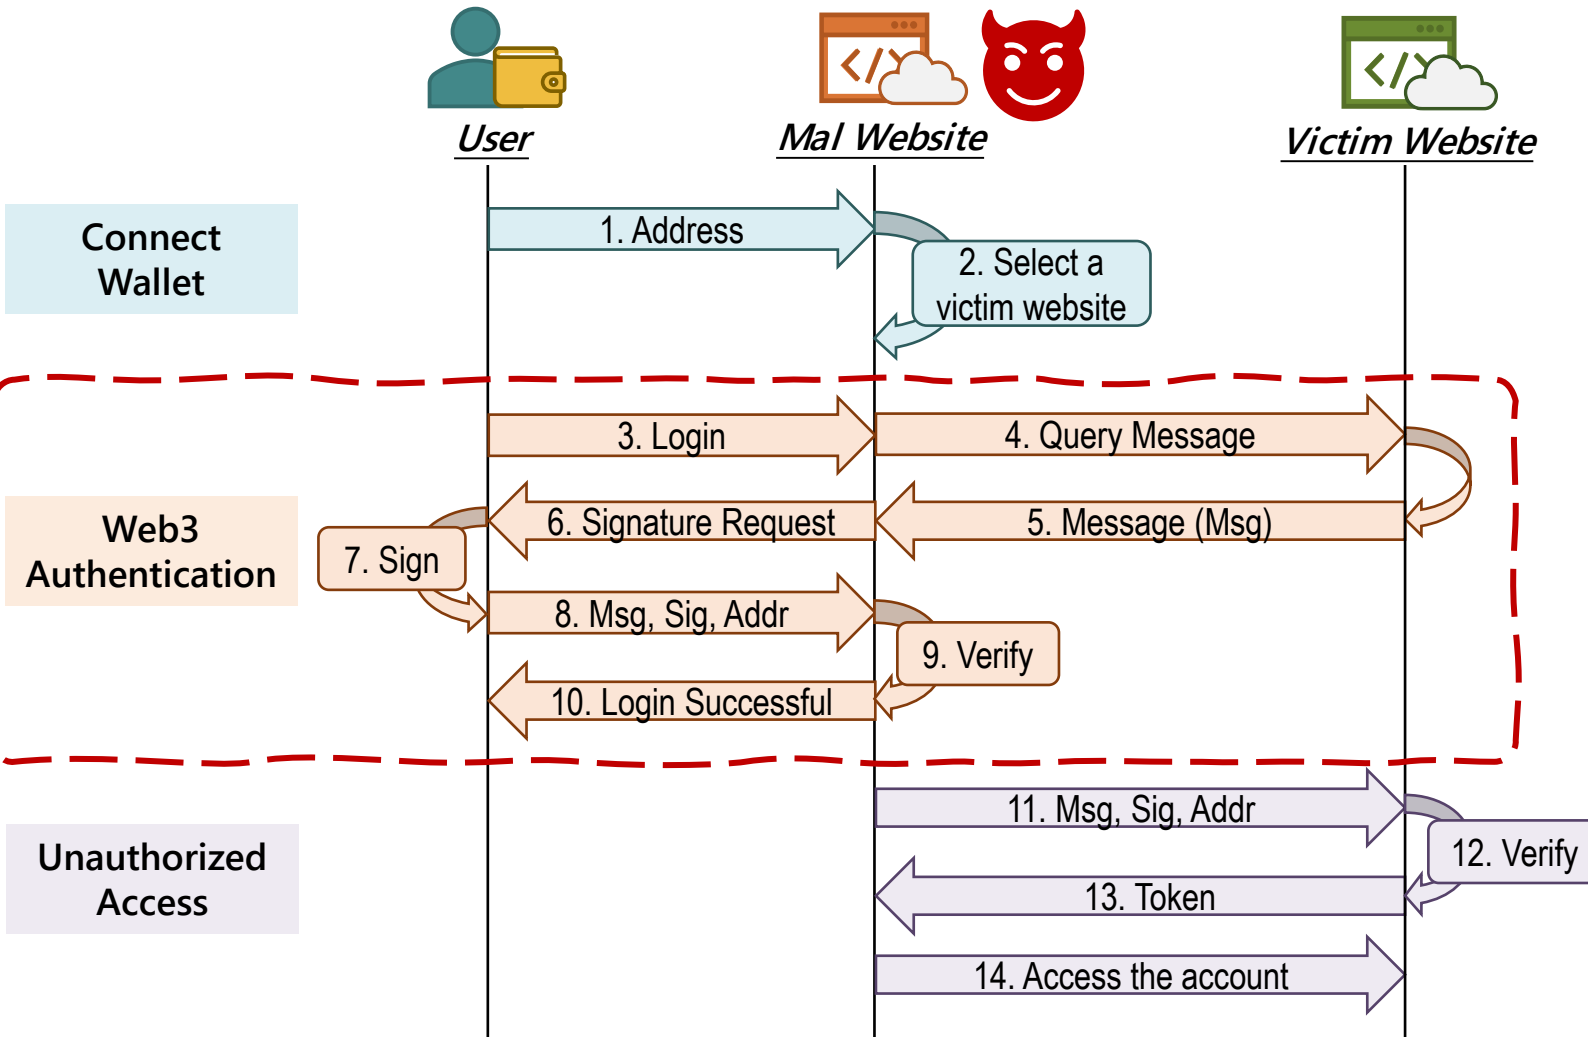 User
Mal Website
Victim Website
Connect
Wallet
1. Address
2. Select a
victim website
3. Login
4. Query Message
Web3
Authentication
5. Message (Msg)
6. Signature Request
7. Sign
8. Msg, Sig, Addr
9. Verify
10. Login Successful
Unauthorized
Access
11. Msg, Sig, Addr
12. Verify
13. Token
14. Access the account